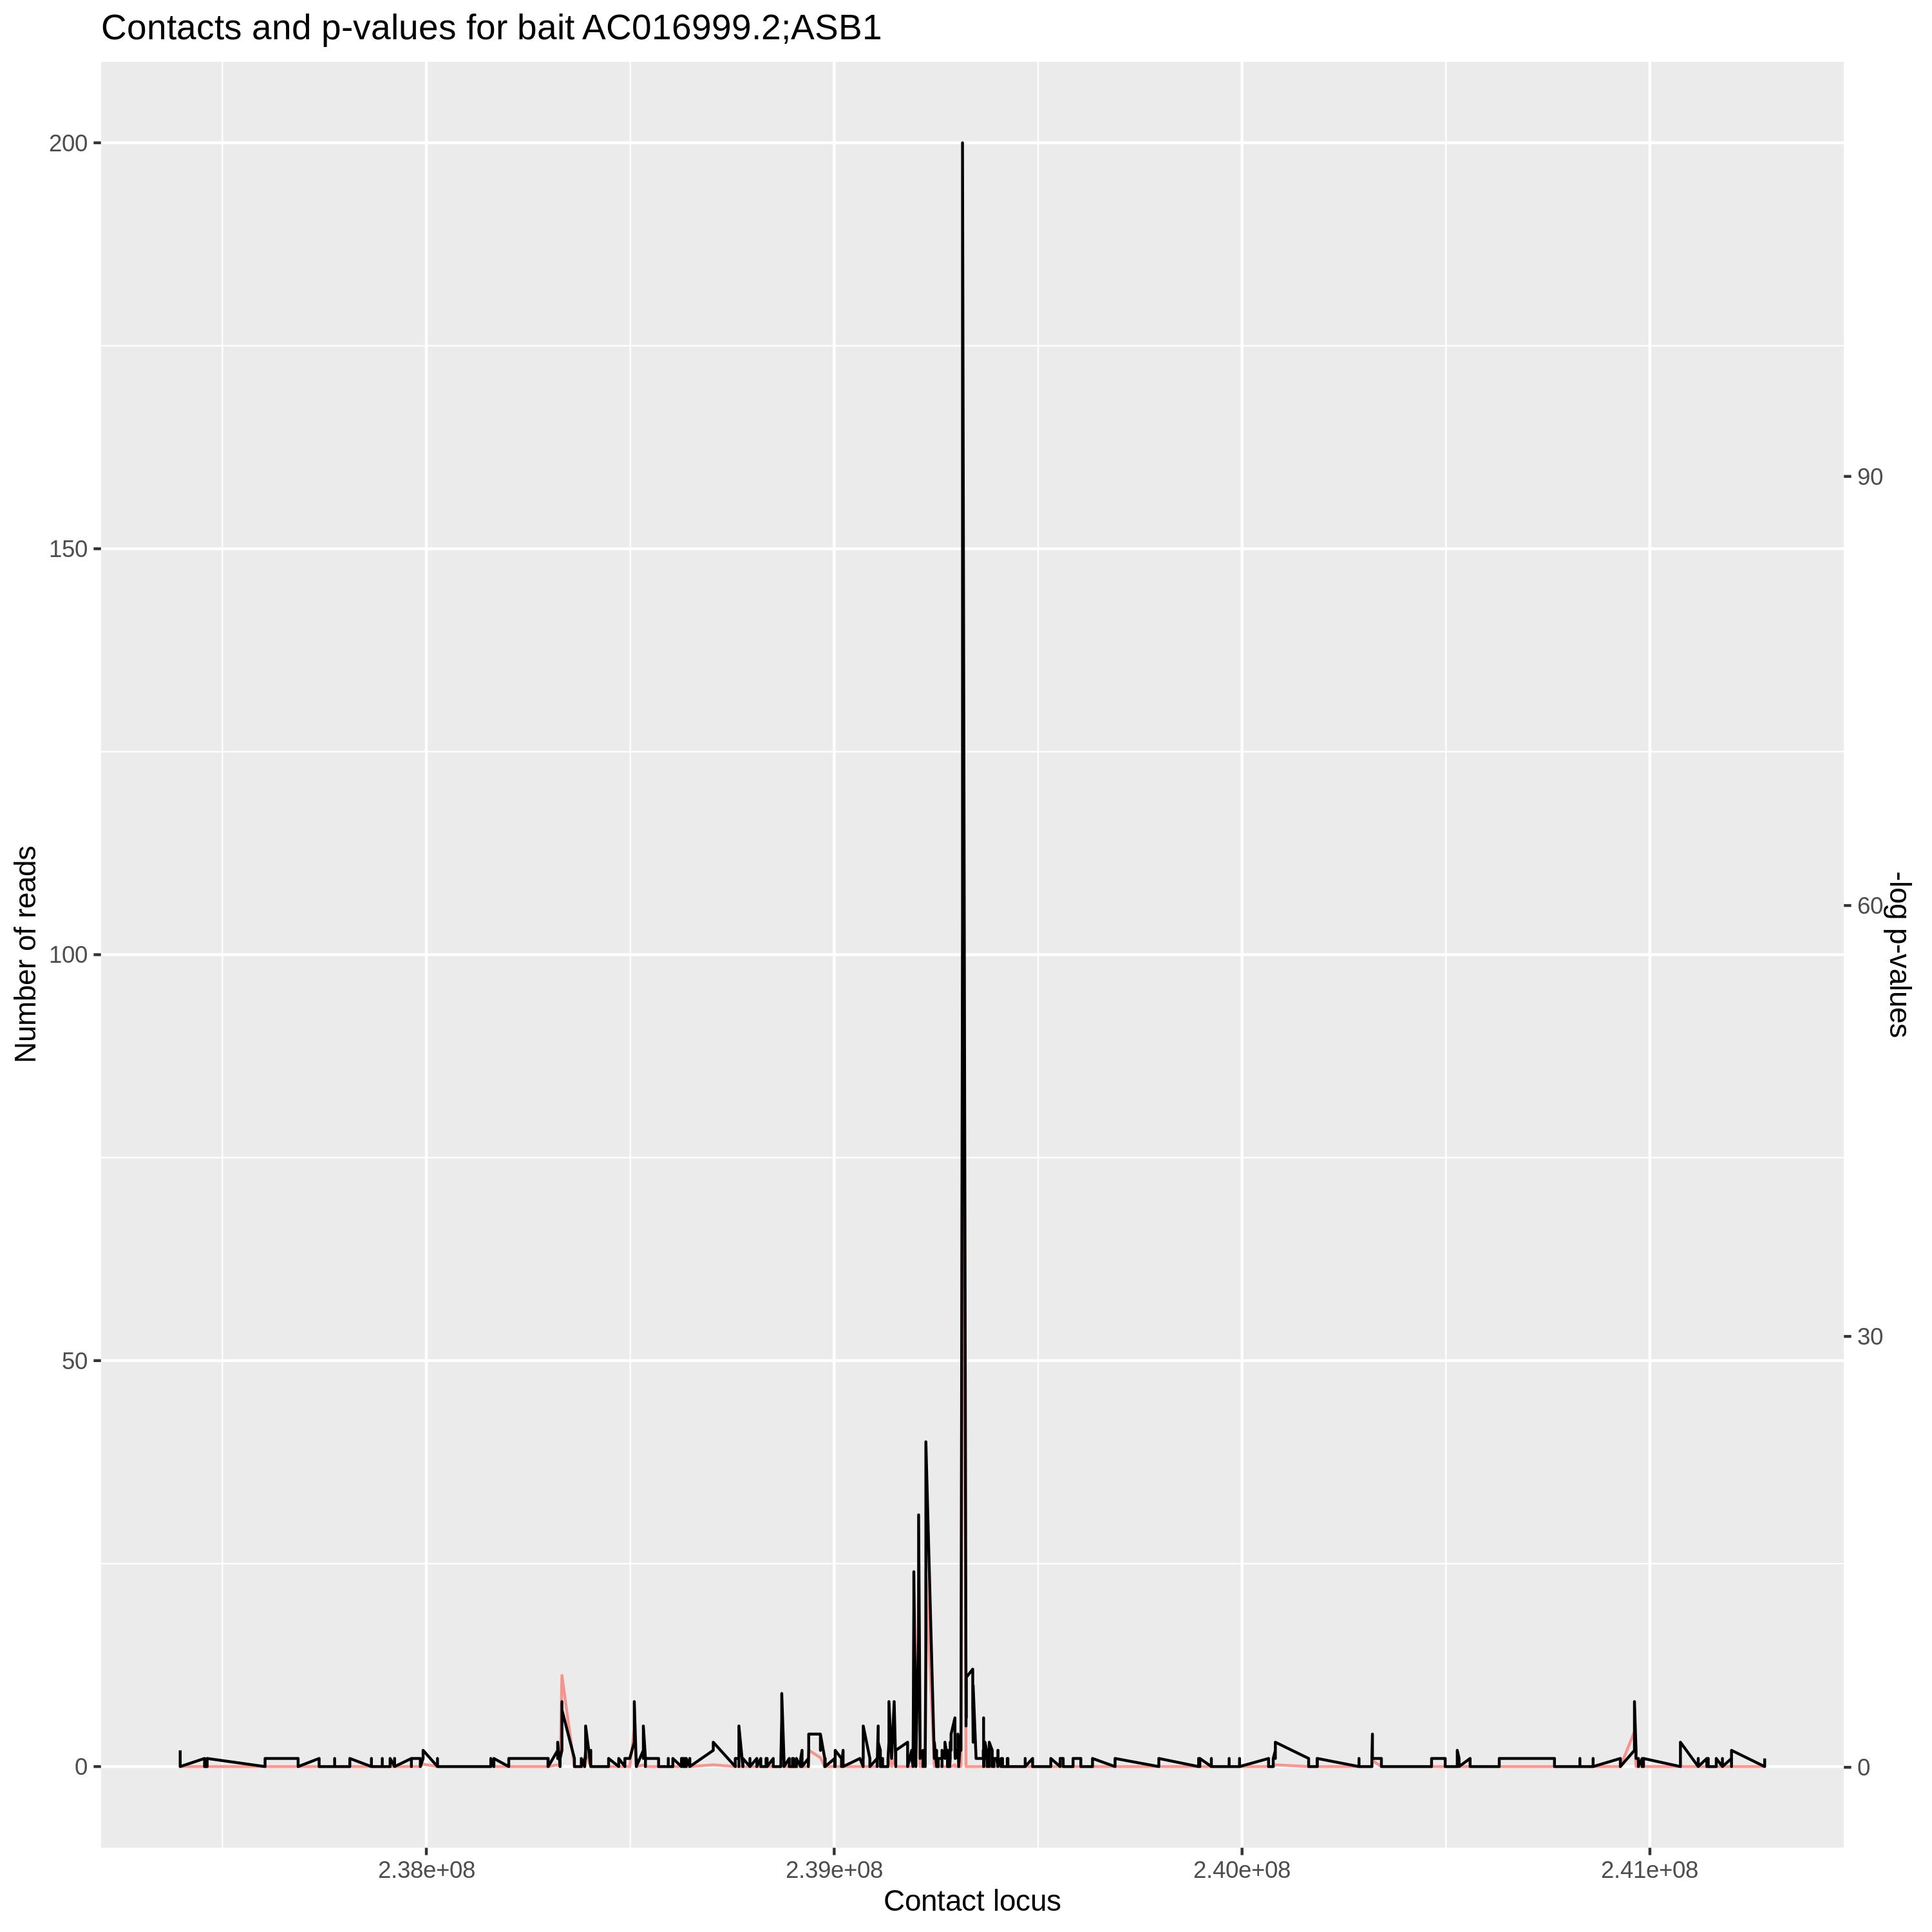 Contacts and p-values for bait AC016999.2;ASB1
200
150
100
50
0
Number of reads
90
60
30
0
-log p-values
2.38e+08
2.39e+08
2.40e+08
2.41e+08
Contact locus